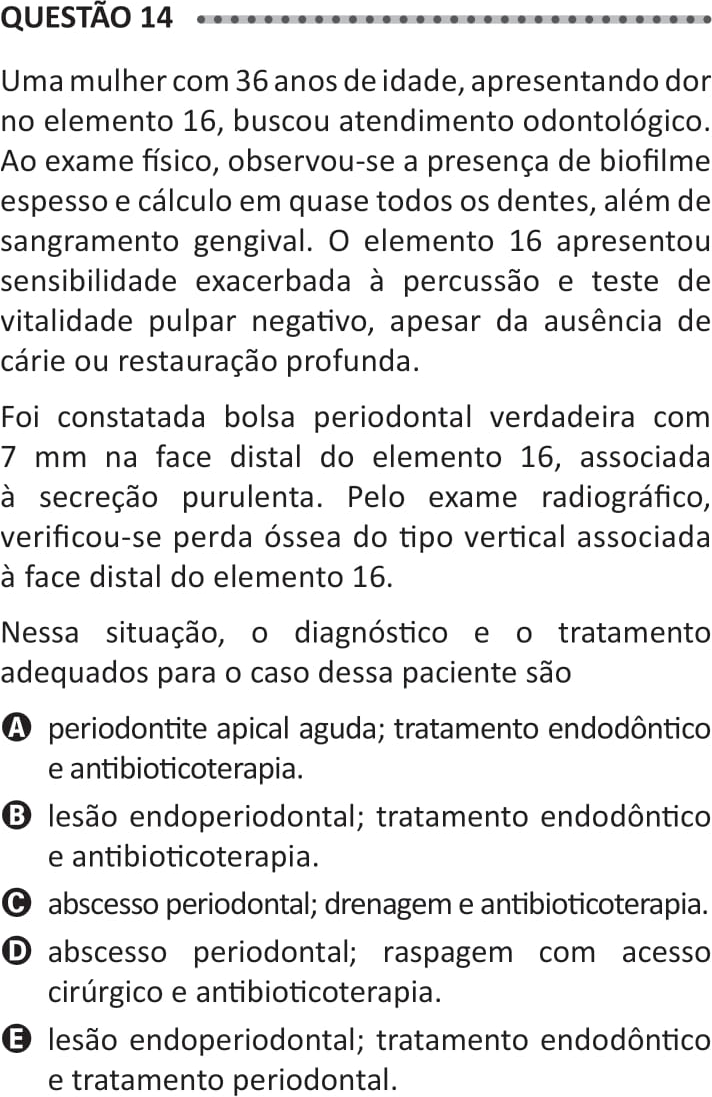 QUESTÃO 14
Uma mulher com 36 anos de idade, apresentando dor
no elemento 16, buscou atendimento odontológico.
Ao exame físico, observou-se a presença de biofilme
espesso e cálculo em quase todos os dentes, além de
sangramento gengival. O elemento 16 apresentou
sensibilidade exacerbada à percussão e teste de
vitalidade pulpar negativo, apesar da ausência de
cárie ou restauração profunda.
Foi constatada bolsa periodontal verdadeira com
7 mm na face distal do elemento 16, associada
à secreção purulenta. Pelo exame radiográfico,
verificou-se perda óssea do tipo vertical associada
à face distal do elemento 16.
Nessa situação, o diagnóstico e o tratamento
adequados para o caso dessa paciente são
A periodontite apical aguda; tratamento endodôntico
e antibioticoterapia.
B lesão endoperiodontal; tratamento endodôntico
e antibioticoterapia.
C abscesso periodontal; drenagem e antibioticoterapia.
D abscesso periodontal; raspagem com acesso
cirúrgico e antibioticoterapia.
E lesão endoperiodontal; tratamento endodôntico
e tratamento periodontal.